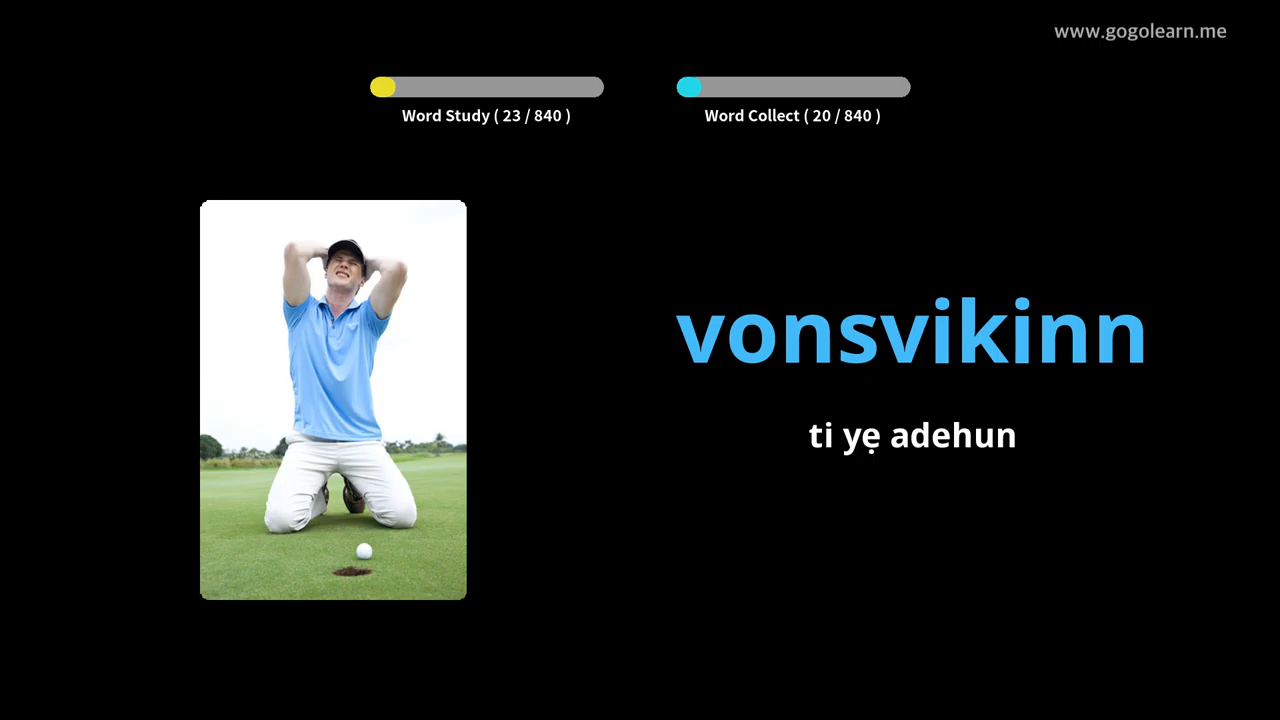 www.gogolearn.me
Word Study ( 23 / 840 )
Word Collect ( 20 / 840 )
vonsvikinn
ti yẹ adehun